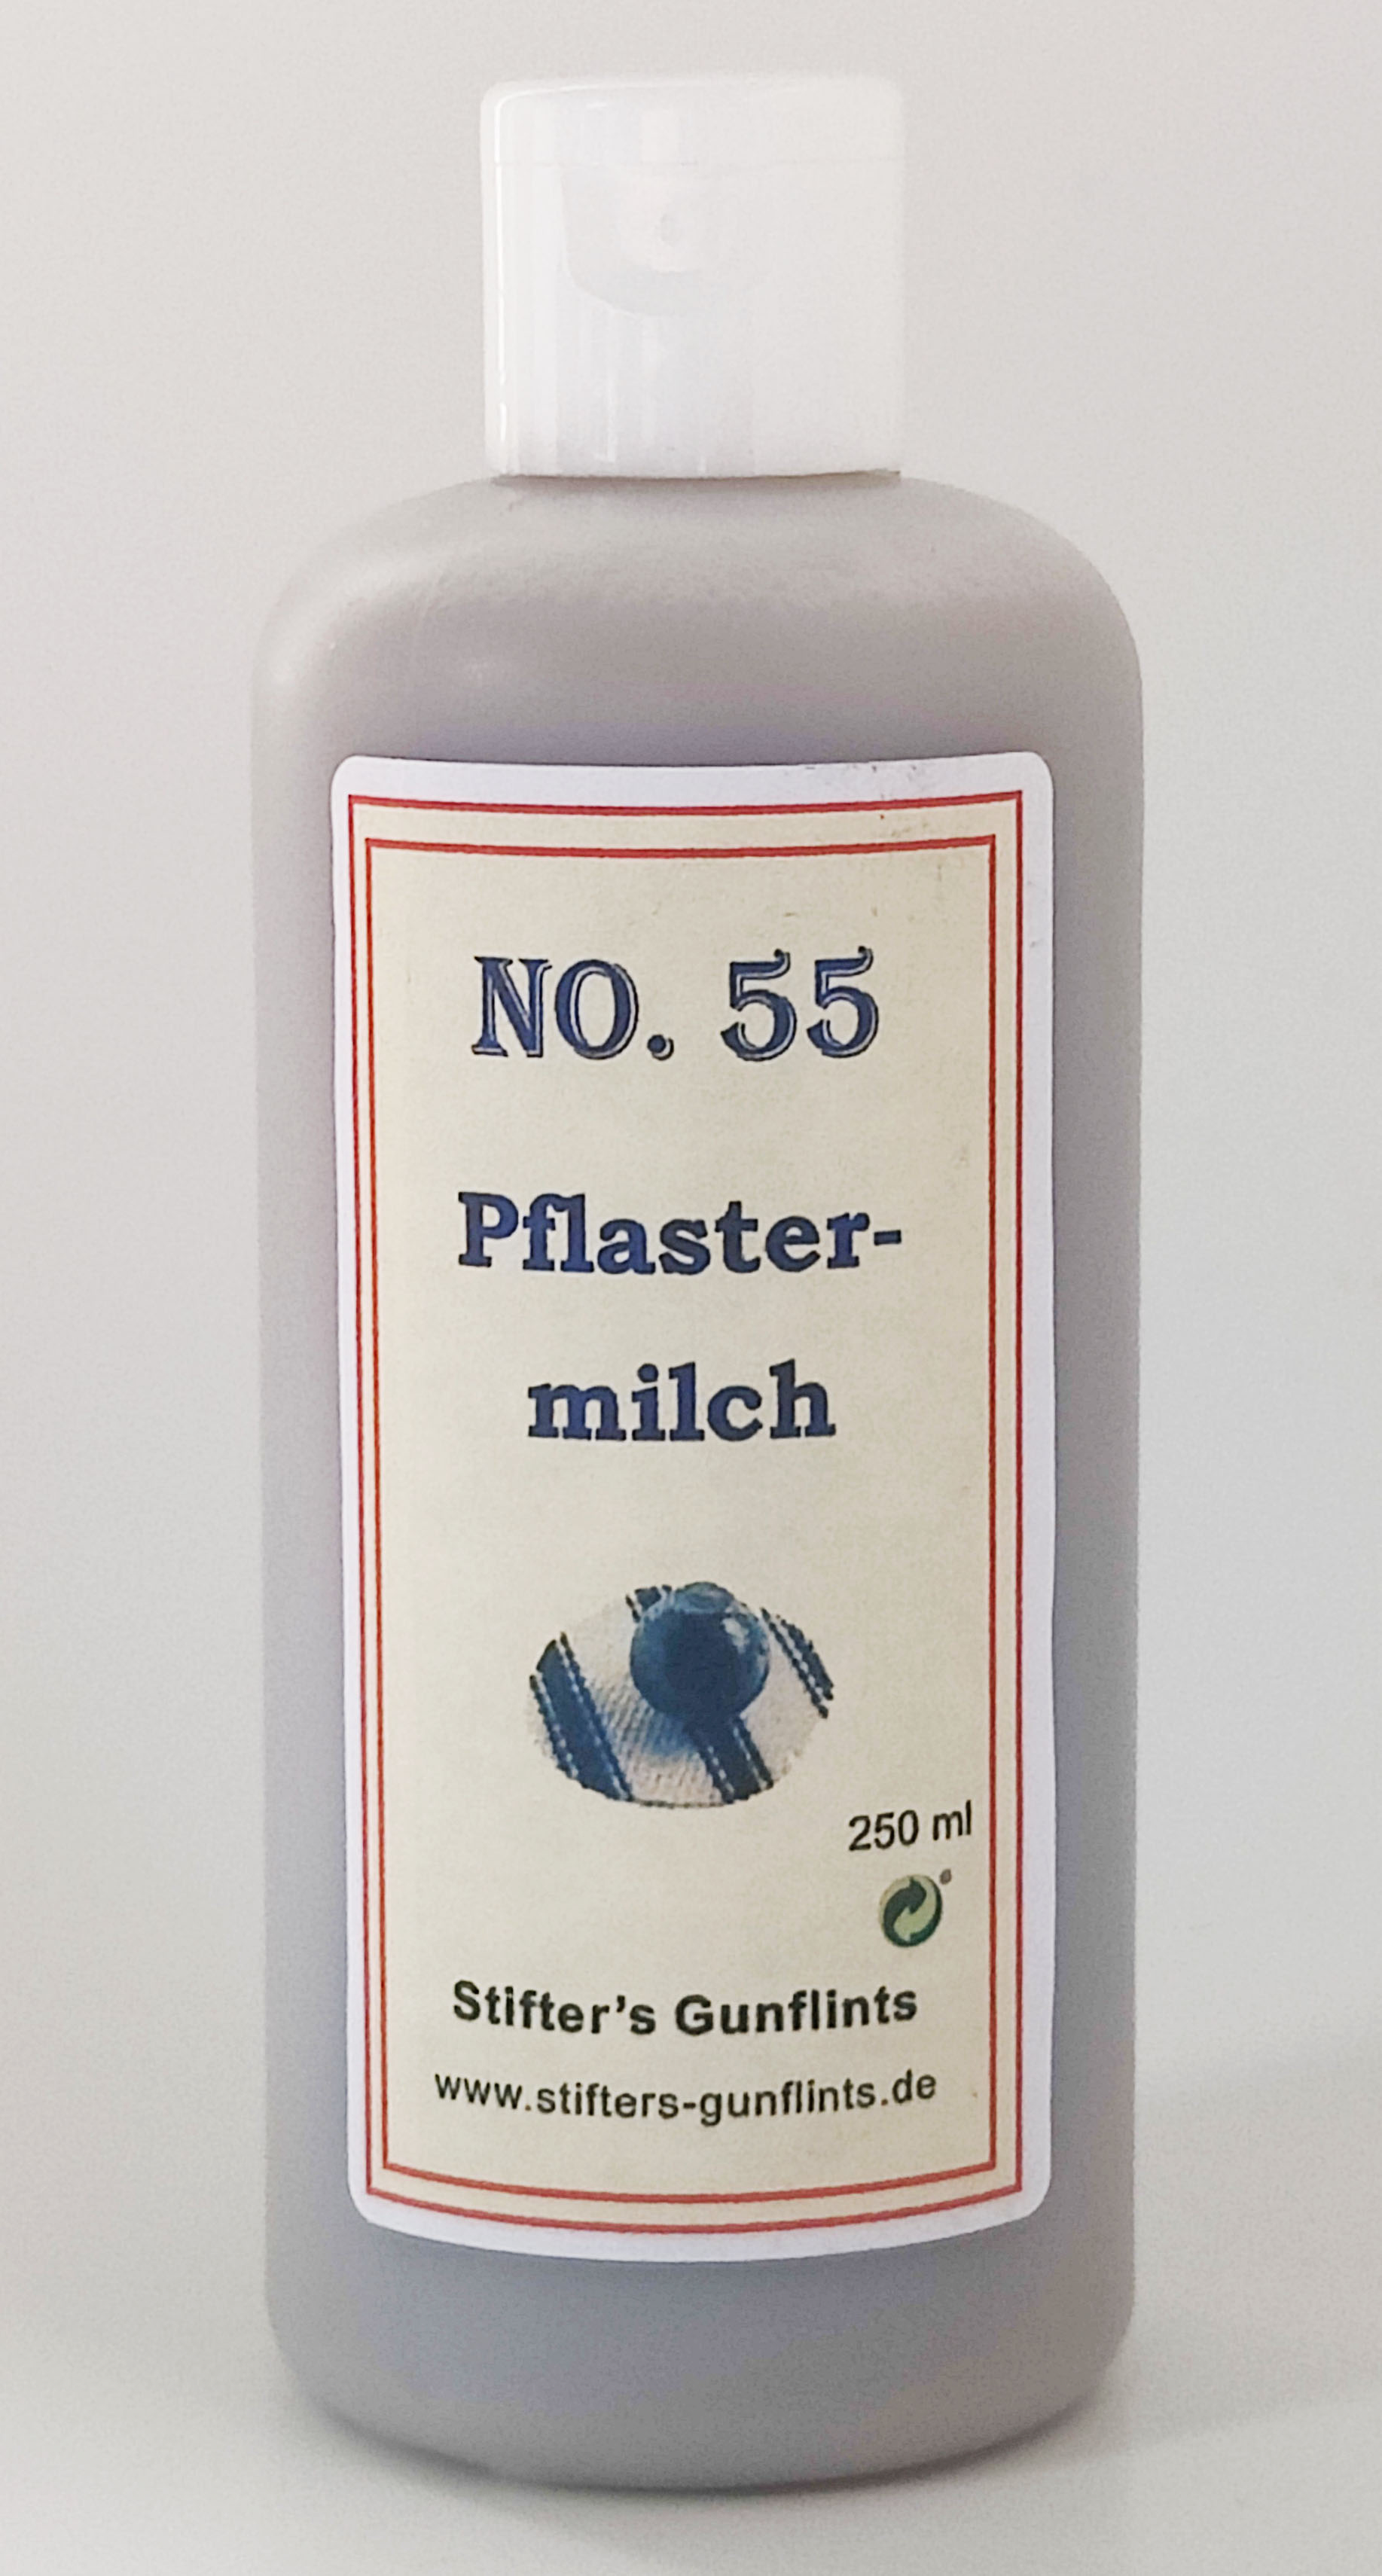 NO. 55
Pflaster-
milch
250 ml
Stifter's Gunflints
www.stifters-gunflints.de